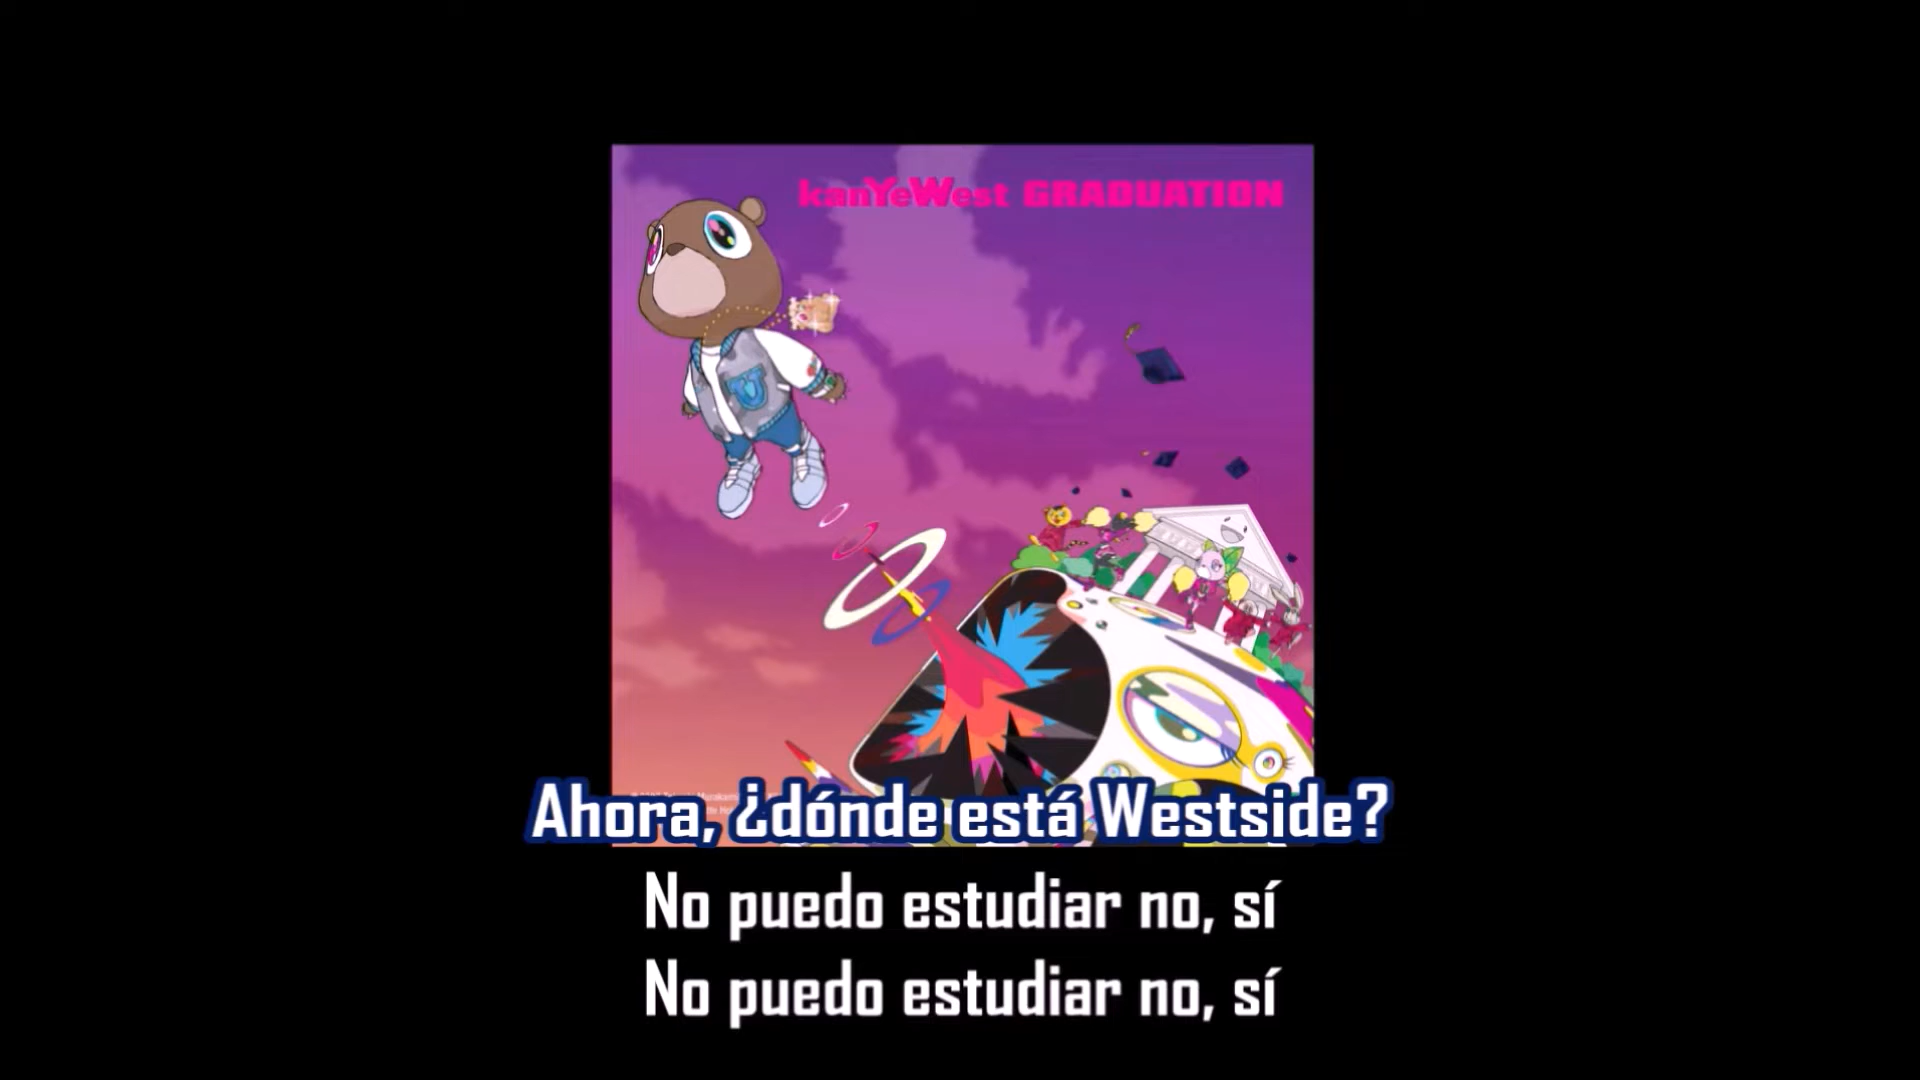 kanYeWest GRADUATION
Ahora, ¿dónde está Westside?
No puedo estudiar no, sí
No puedo estudiar no, sí